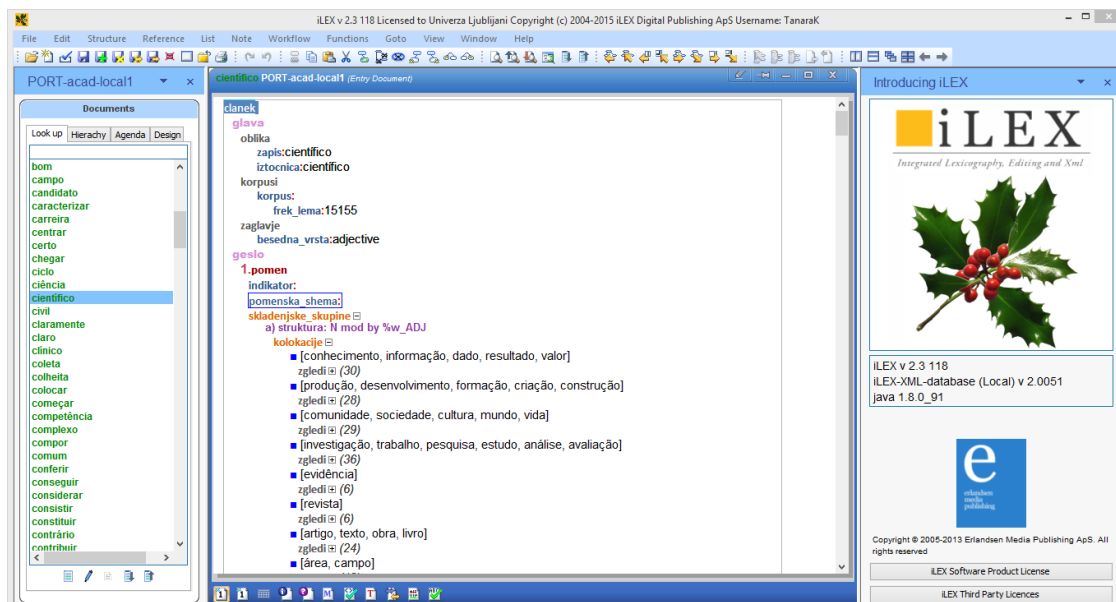 iLEX v 2.3 118 Licensed to Univerza Ljubljani Copyright (c) 2004-2015 iLEX Digital Publishing ApS Username: TanaraK
File Edit Structure Reference List Note Workflow Functions Goto View Window Help
PORT-acad-local1
Documents
Look up Hierachy Agenda Design
bom
campo
candidato
caracterizar
carreira
centrar
certo
chegar
ciclo
ciência
científico
civil
claramente
claro
clínico
coleta
colheita
colocar
começar
competência
complexo
compor
comum
conferir
conseguir
considerar
consistir
constituir
contrário
contribuir
científico PORT-acad-local1 (Entry Document)
clanek
glava
oblika
zapis:científico
iztocnica:científico
korpusi
korpus:
frek_lema:15155
zaglavje
besedna_vrsta:adjective
geslo
1.pomen
indikator:
pomenska_shema:
skladenjske_skupine
a) struktura: N mod by %w_ADJ
kolokacije
[conhecimento, informação, dado, resultado, valor]
zgledi (30)
[produção, desenvolvimento, formação, criação, construção]
zgledi (28)
[comunidade, sociedade, cultura, mundo, vida]
zgledi (29)
[investigação, trabalho, pesquisa, estudo, análise, avaliação]
zgledi (36)
[evidência]
zgledi (6)
[revista]
zgledi (6)
[artigo, texto, obra, livro]
zgledi (24)
[área, campo]
Introducing iLEX
iLEX
Integrated Lexicography, Editing and Xml
iLEX v 2.3 118
iLEX-XML-database (Local) v 2.0051
java 1.8.0_91
e
erlandsen
media
publishing
Copyright © 2005-2013 Erlandsen Media Publishing ApS. All
rights reserved
iLEX Software Product License
iLEX Third Party Licences